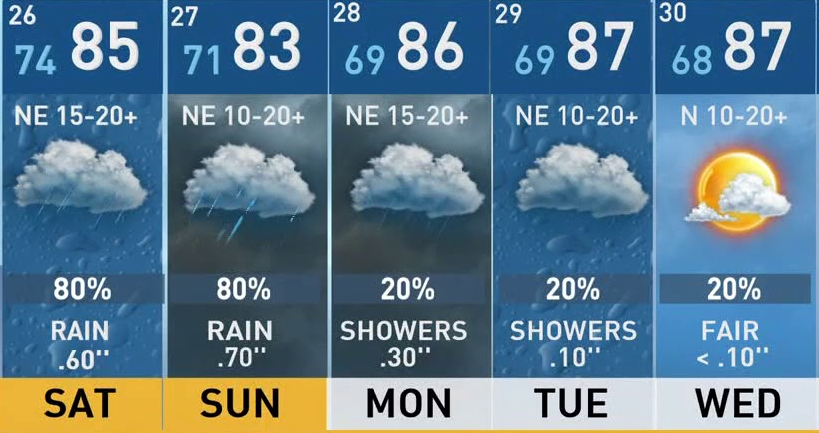 26
74 85
NE 15-20+
80%
RAIN
.60"
SAT
27
71 83
NE 10-20+
80%
RAIN
.70"
SUN
28
69 86
NE 15-20+
20%
SHOWERS
.30"
MON
29
69 87
NE 10-20+
20%
SHOWERS
.10"
TUE
30
68 87
N 10-20+
20%
FAIR
< .10"
WED